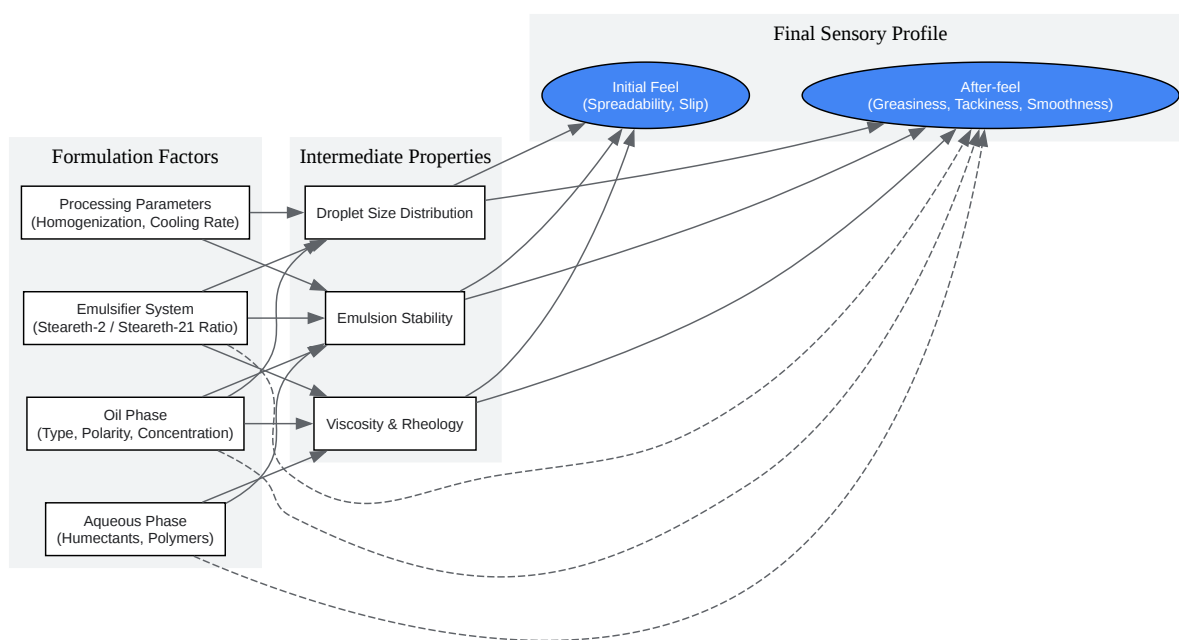 Final Sensory Profile
Initial Feel
(Spreadability, Slip)
After-feel
(Greasiness, Tackiness, Smoothness)
Formulation Factors
Processing Parameters
(Homogenization, Cooling Rate)
Emulsifier System
(Steareth-2 / Steareth-21 Ratio)
Oil Phase
(Type, Polarity, Concentration)
Aqueous Phase
(Humectants, Polymers)
Intermediate Properties
Droplet Size Distribution
Emulsion Stability
Viscosity & Rheology